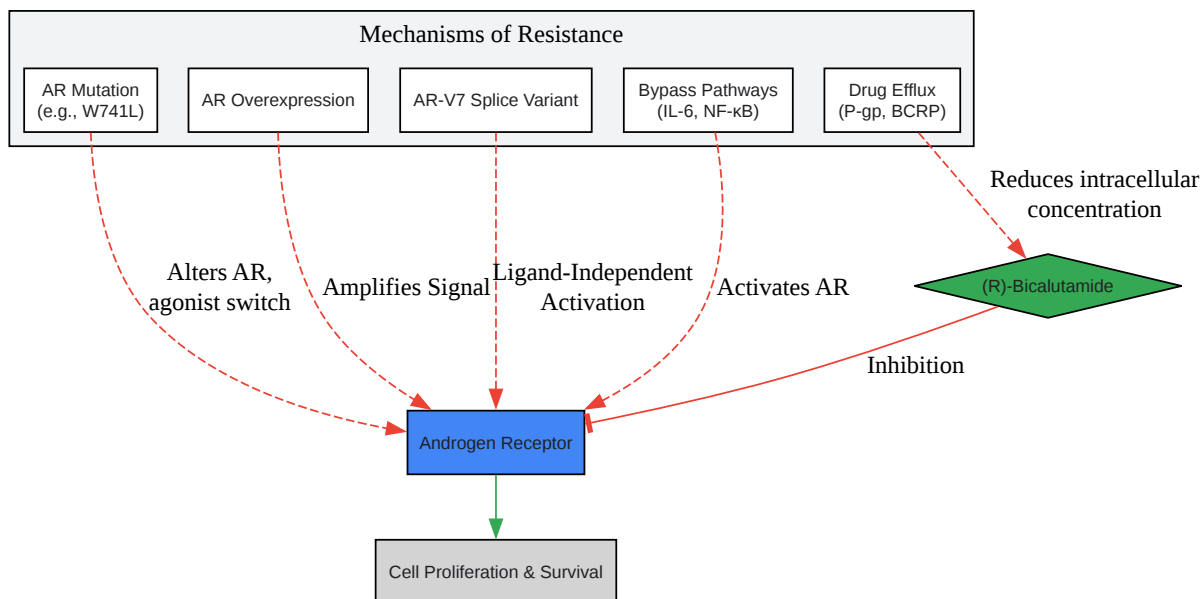 Mechanisms of Resistance
AR Mutation
(e.g., W741L)
AR Overexpression
AR-V7 Splice Variant
Bypass Pathways
(IL-6, NF-κB)
Drug Efflux
(P-gp, BCRP)
Reduces intracellular
concentration
Alters AR,
agonist switch
Amplifies Signal
Ligand-Independent
Activation
Activates AR
(R)-Bicalutamide
Inhibition
Androgen Receptor
Cell Proliferation & Survival